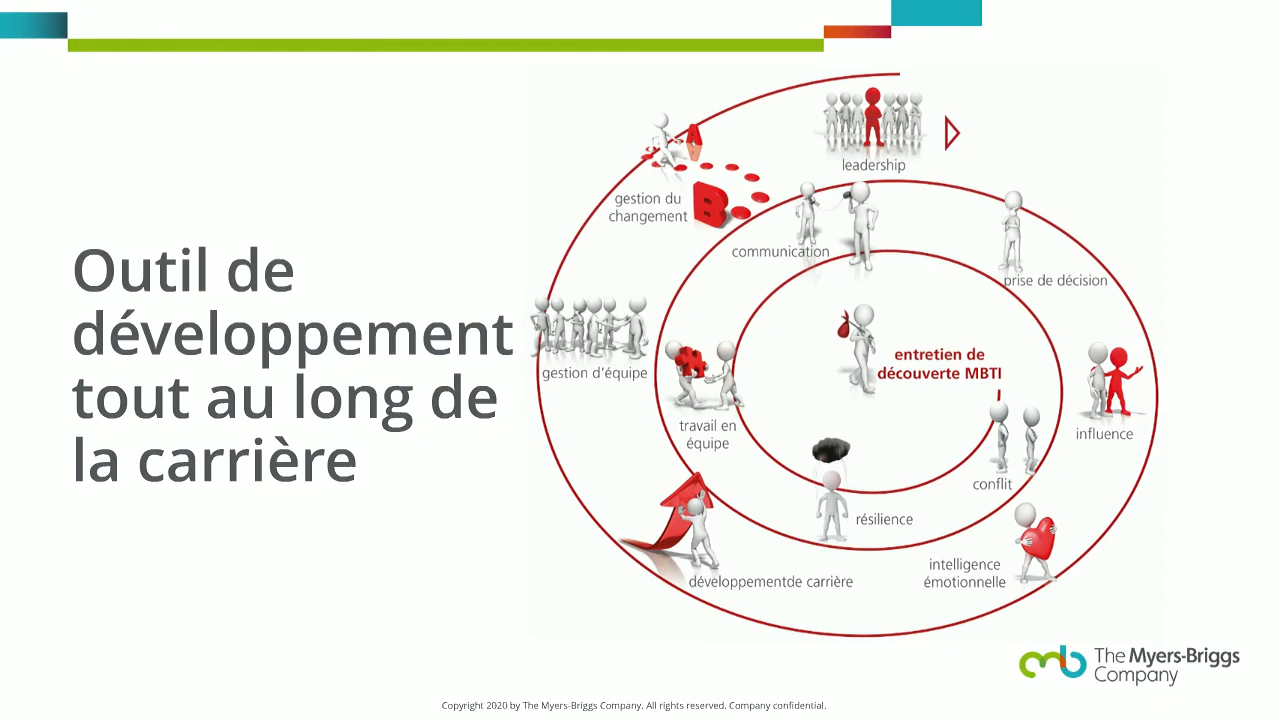 Outil de
développement
tout au long de
la carrière
leadership
gestion du
changement
B
communication
prise de décision
gestion d'équipe
entretien de
découverte MBTI
travail en
équipe
influence
conflit
résilience
intelligence
émotionnelle
développementde carrière
mb The Myers-Briggs
Company
Copyright 2020 by The Myers-Briggs Company. All rights reserved. Company confidential.